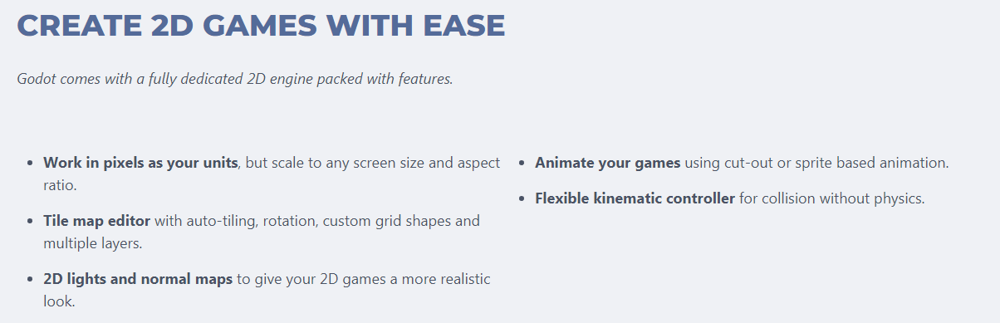 CREATE 2D GAMES WITH EASE
Godot comes with a fully dedicated 2D engine packed with features.
• Work in pixels as your units, but scale to any screen size and aspect
ratio.
• Tile map editor with auto-tiling, rotation, custom grid shapes and
multiple layers.
• 2D lights and normal maps to give your 2D games a more realistic
look.
• Animate your games using cut-out or sprite based animation.
• Flexible kinematic controller for collision without physics.